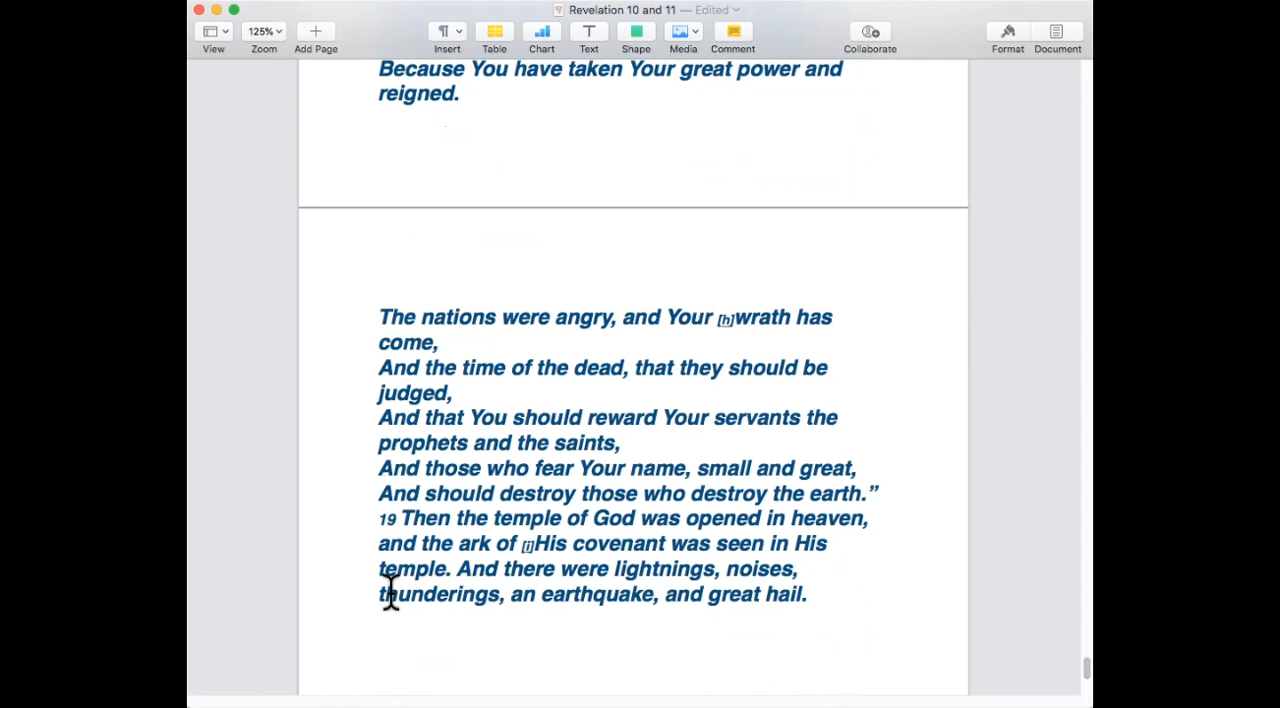 Revelation 10 and 11 — Edited
125%
View
Zoom
Add Page
Insert
Table
Chart
Text
Shape
Media
Comment
Collaborate
Format
Document
Because You have taken Your great power and
reigned.
The nations were angry, and Your [h]wrath has
come,
And the time of the dead, that they should be
judged,
And that You should reward Your servants the
prophets and the saints,
And those who fear Your name, small and great,
And should destroy those who destroy the earth.”
19 Then the temple of God was opened in heaven,
and the ark of [i]His covenant was seen in His
temple. And there were lightnings, noises,
thunderings, an earthquake, and great hail.